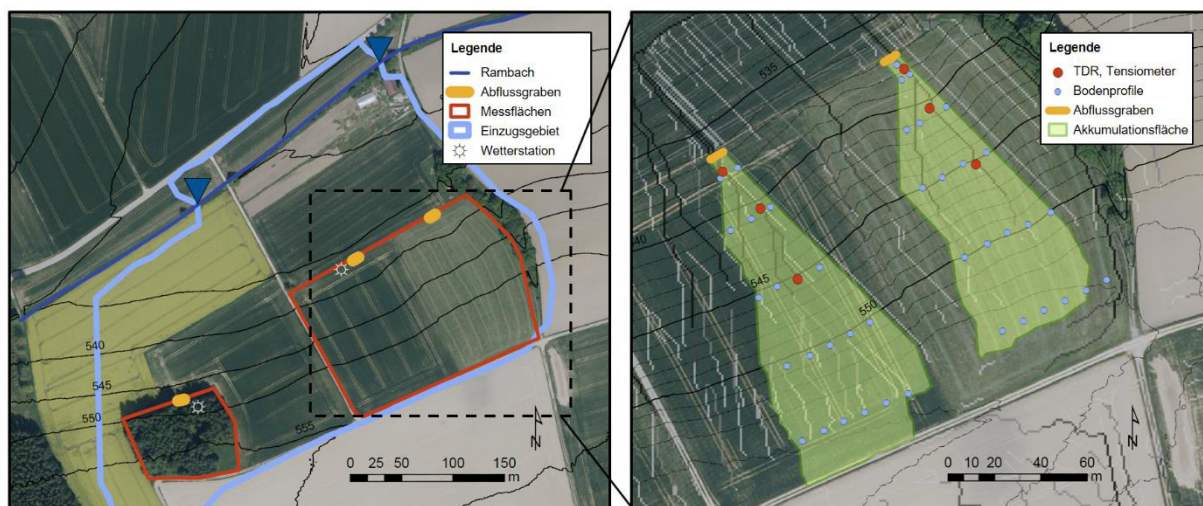 Legende
Rambach
Abflussgraben
Messflächen
Einzugsgebiet
Wetterstation
540
545
550
555
N
0 25 50 100 150
m
Legende
TDR, Tensiometer
Bodenprofile
Abflussgraben
Akkumulationsfläche
535
540
545
550
N
0 10 20 40 60
m